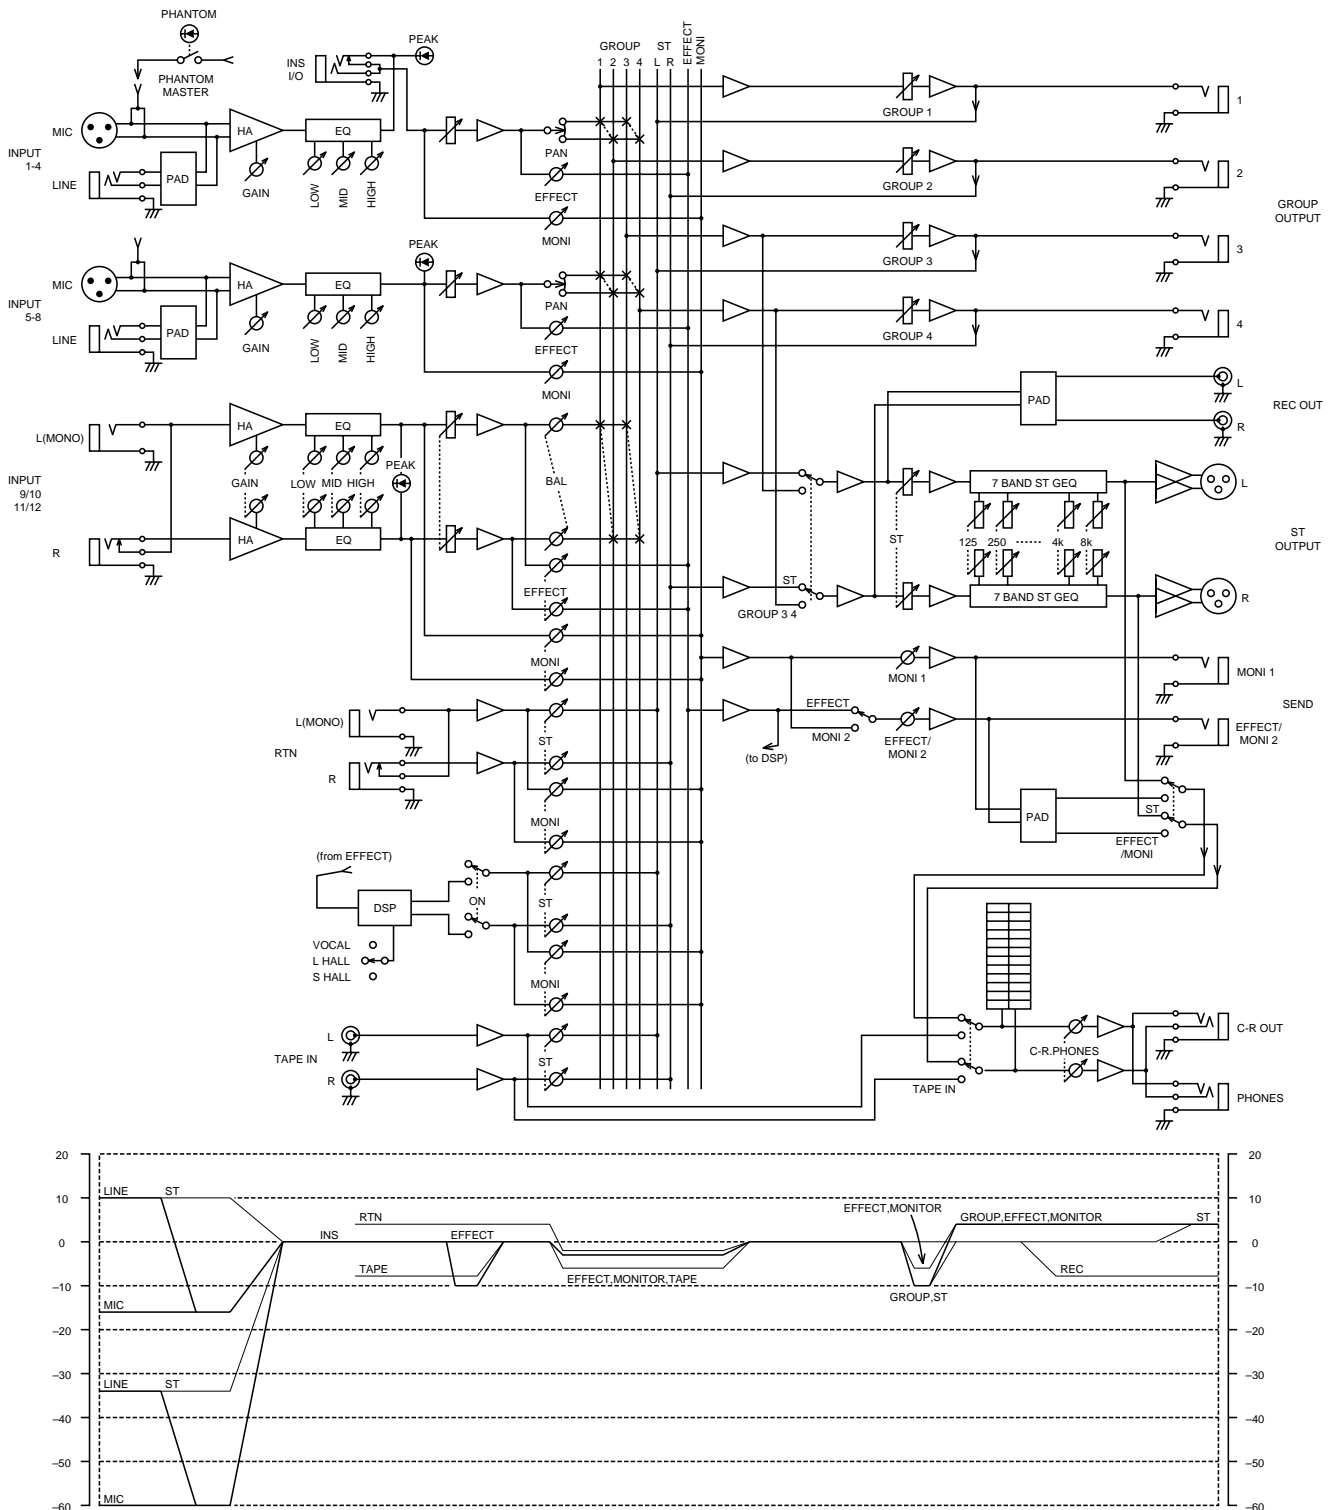 PHANTOM
PHANTOM
MASTER
INS
I/O
PEAK
GROUP
1 2 3 4
ST
L R
EFFECT
MONI
INPUT
1-4
MIC
LINE
PAD
HA
GAIN
EQ
LOW
MID
HIGH
PAN
EFFECT
MONI
GROUP 1
1
GROUP 2
2
GROUP 3
3
GROUP 4
4
GROUP
OUTPUT
INPUT
5-8
MIC
LINE
PAD
HA
GAIN
EQ
LOW
MID
HIGH
PEAK
PAN
EFFECT
MONI
PAD
L
R
REC OUT
INPUT
9/10
11/12
L(MONO)
R
HA
GAIN
HA
EQ
LOW MID HIGH
EQ
PEAK
BAL
EFFECT
MONI
ST
GROUP 3 4
ST
7 BAND ST GEQ
125 250 4k 8k
7 BAND ST GEQ
L
R
ST
OUTPUT
MONI 1
MONI 1
SEND
EFFECT
MONI 2
(to DSP)
EFFECT/
MONI 2
EFFECT/
MONI 2
PAD
ST
EFFECT
/MONI
RTN
L(MONO)
R
ST
MONI
(from EFFECT)
DSP
ON
VOCAL
L HALL
S HALL
ST
MONI
TAPE IN
L
R
ST
TAPE IN
C-R.PHONES
C-R OUT
PHONES
20 20
10 LINE ST 10
RTN
EFFECT,MONITOR
GROUP,EFFECT,MONITOR
ST
0 INS EFFECT 0
TAPE
EFFECT,MONITOR,TAPE
REC
–10 –10
GROUP,ST
MIC
–20 –20
–30 –30
LINE ST
–40 –40
–50 –50
MIC
–60 –60